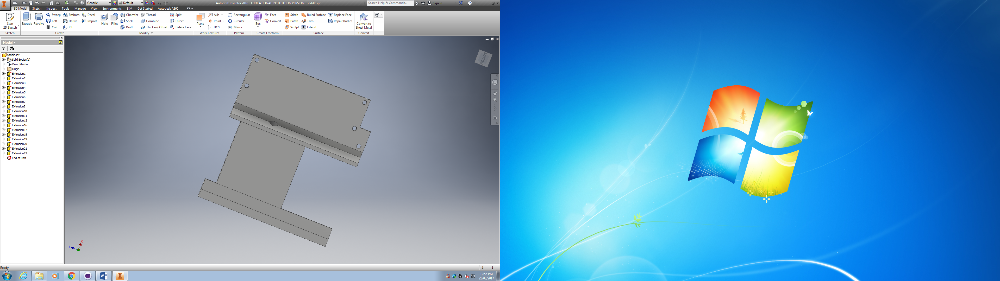 Generic
Default
Autodesk Inventor 2016 - EDUCATIONAL INSTITUTION VERSION saddle.ipt
Search Help & Commands...
Sign In
3D Model Sketch Inspect Tools Manage View Environments BIM Get Started Autodesk A360
Start
2D Sketch
Extrude Revolve
Sweep Emboss Decal
Loft Derive Import
Coil Rib
Hole Fillet
Chamfer Thread Split
Shell Combine Direct
Draft Thicken/ Offset Delete Face
Plane
Axis
Point
UCS
Rectangular
Circular
Mirror
Box
Face
Convert
Stitch Ruled Surface Replace Face
Patch Trim Repair Bodies
Sculpt Extend
Convert to
Sheet Metal
Sketch Create Modify Work Features Pattern Create Freeform Surface Convert
Model
saddle.ipt
Solid Bodies(1)
View: Master
Origin
Extrusion1
Extrusion2
Extrusion3
Extrusion4
Extrusion5
Extrusion6
Extrusion7
Extrusion8
Extrusion10
Extrusion11
Extrusion12
Extrusion16
Extrusion17
Extrusion18
Extrusion19
Extrusion20
Extrusion21
Extrusion22
End of Part
BOTTOM
X
Z
Ready
1 1
12:56 PM
21/03/2017